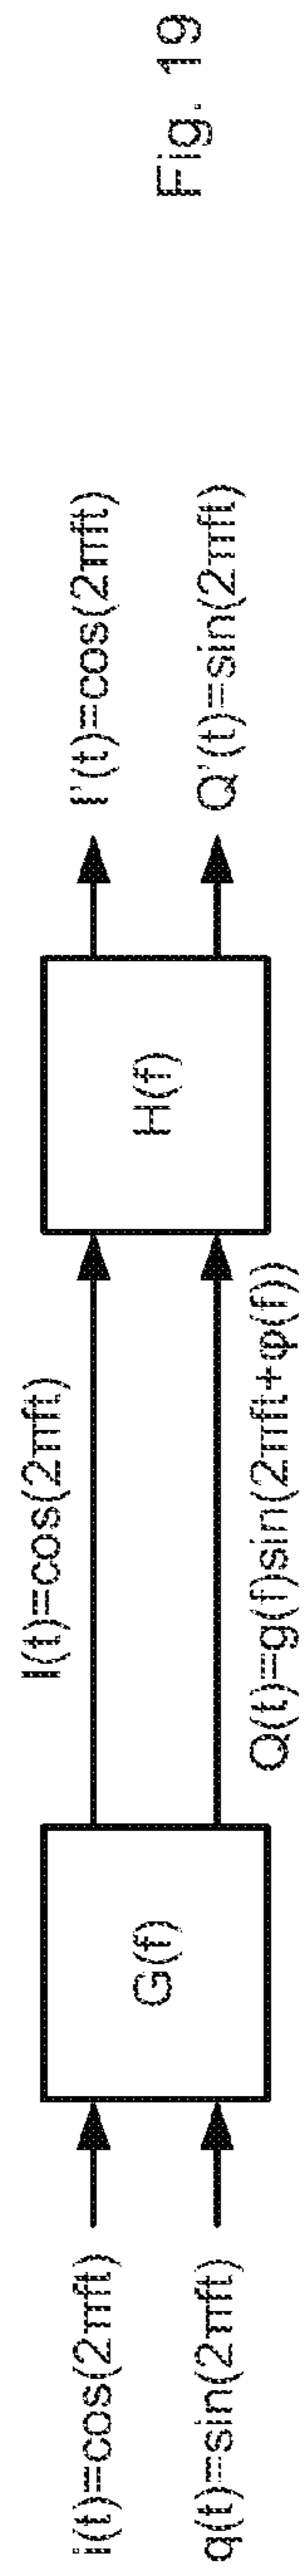 i(t)=cos(2πft)
q(t)=sin(2πft)
G(f)
I(t)=cos(2πft)
Q(t)=g(f)sin(2πft+φ(f))
H(f)
I'(t)=cos(2πft)
Q'(t)=sin(2πft)
Fig. 19